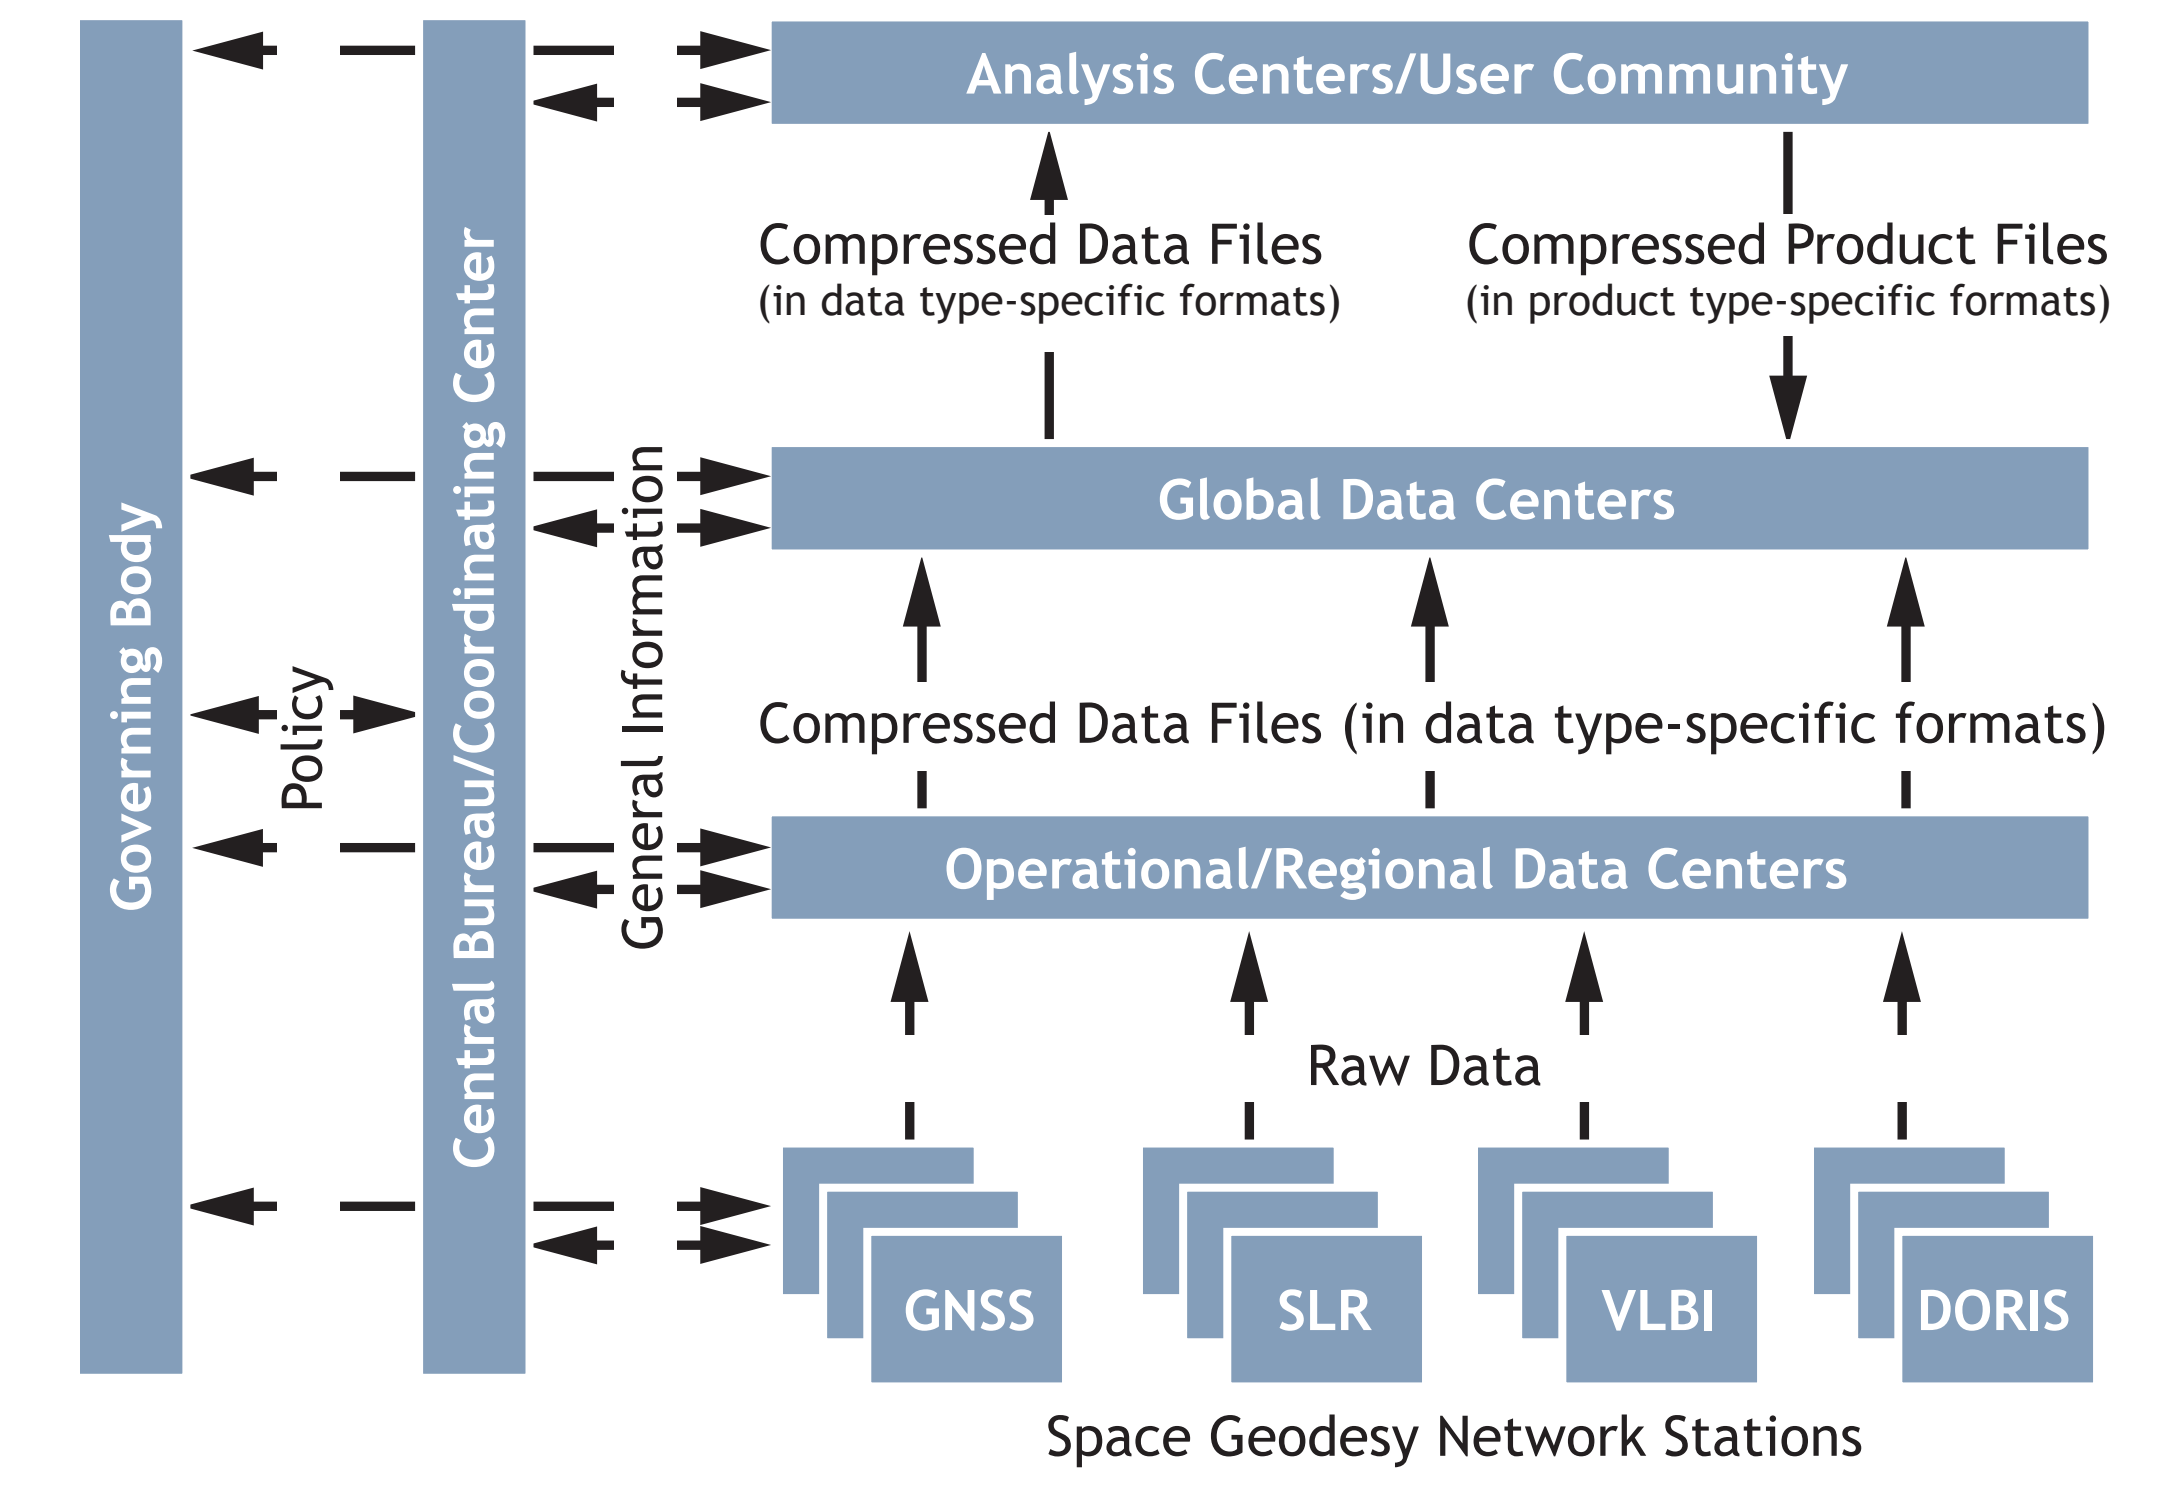 Governing Body
Policy
Central Bureau/Coordinating Center
General Information
Analysis Centers/User Community
Compressed Data Files
(in data type-specific formats)
Compressed Product Files
(in product type-specific formats)
Global Data Centers
Compressed Data Files (in data type-specific formats)
Operational/Regional Data Centers
Raw Data
GNSS
SLR
VLBI
DORIS
Space Geodesy Network Stations